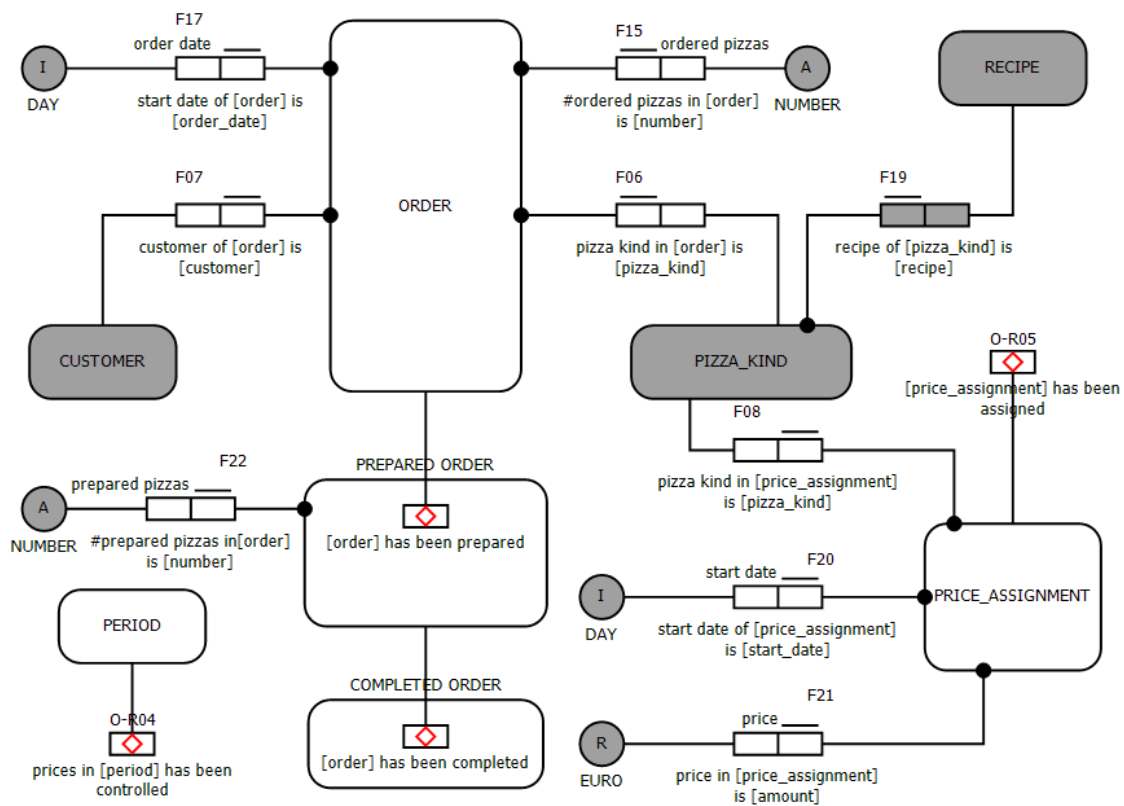 F17
order date
I
DAY
start date of [order] is
[order_date]
F15
ordered pizzas
A
NUMBER
#ordered pizzas in [order]
is [number]
RECIPE
F07
customer of [order] is
[customer]
ORDER
F06
pizza kind in [order] is
[pizza_kind]
F19
recipe of [pizza_kind] is
[recipe]
CUSTOMER
PIZZA_KIND
O-R05
[price_assignment] has been
assigned
F08
pizza kind in [price_assignment]
is [pizza_kind]
F22
prepared pizzas
A
NUMBER
#prepared pizzas in[order]
is [number]
PREPARED ORDER
[order] has been prepared
F20
start date
I
DAY
start date of [price_assignment]
is [start_date]
PRICE_ASSIGNMENT
PERIOD
O-R04
prices in [period] has been
controlled
COMPLETED ORDER
[order] has been completed
F21
price
R
EURO
price in [price_assignment]
is [amount]